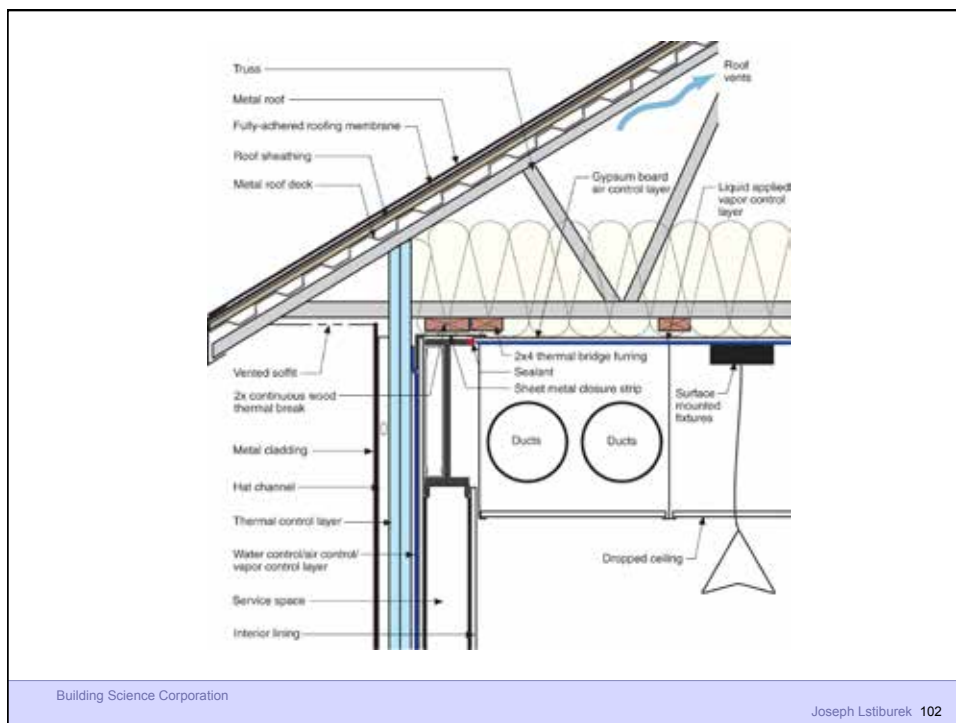 Truss
Metal roof
Fully-adhered roofing membrane
Roof sheathing
Metal roof deck
Roof
vents
Gypsum board
air control layer
Liquid applied
vapor control
layer
Vented soffit
2x continuous wood
thermal break
Metal cladding
Hat channel
Thermal control layer
Water control/air control/
vapor control layer
Service space
Interior lining
2x4 thermal bridge furring
Sealant
Sheet metal closure strip
Surface
mounted
fixtures
Ducts
Ducts
Dropped ceiling
Building Science Corporation
Joseph Lstiburek 102